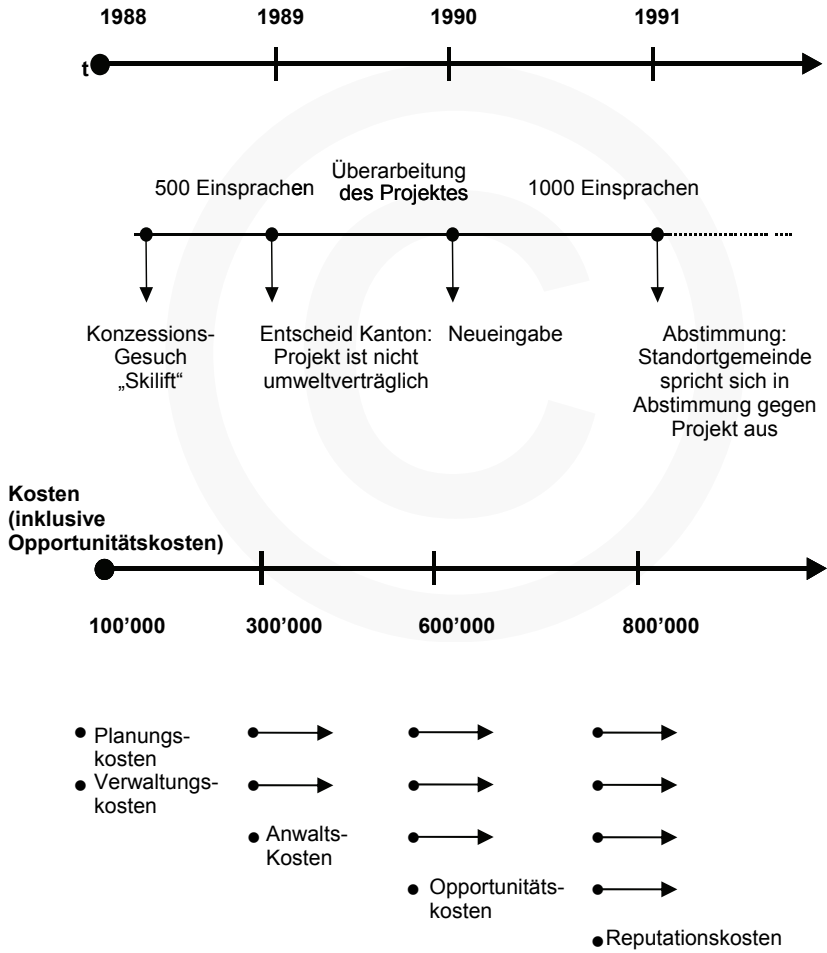 1988 1989 1990 1991
t
500 Einsprachen
Überarbeitung
des Projektes
1000 Einsprachen
Konzessions-
Gesuch
„Skilift“
Entscheid Kanton:
Projekt ist nicht
umweltverträglich
Neueingabe
Abstimmung:
Standortgemeinde
spricht sich in
Abstimmung gegen
Projekt aus
Kosten
(inklusive
Opportunitätskosten)
100’000 300’000 600’000 800’000
Planungs-
kosten
Verwaltungs-
kosten
Anwalts-
Kosten
Opportunitäts-
kosten
Reputationskosten
©